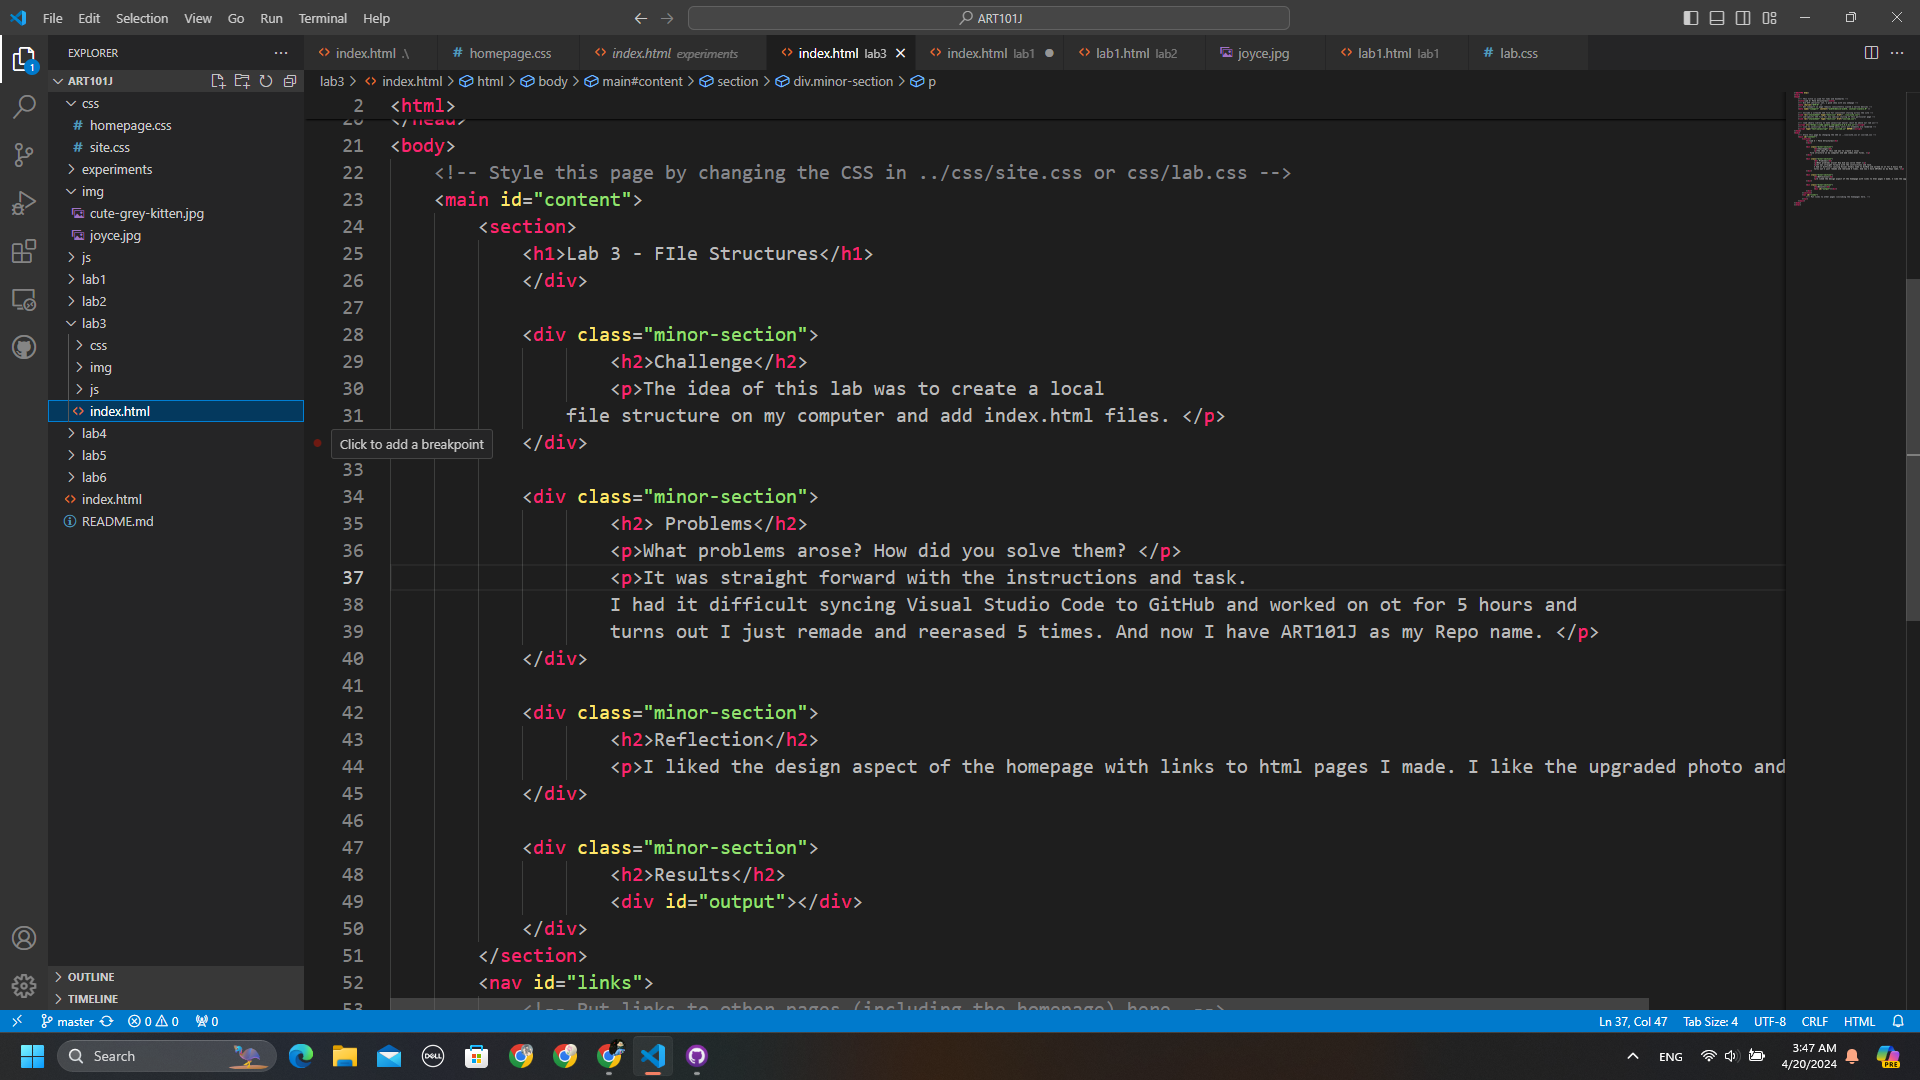 File Edit Selection View Go Run Terminal Help
ART101J
EXPLORER
ART101J
css
homepage.css
site.css
experiments
img
cute-grey-kitten.jpg
joyce.jpg
js
lab1
lab2
lab3
css
img
js
index.html
lab4
lab5
lab6
index.html
README.md
OUTLINE
TIMELINE
index.html .\
homepage.css
index.html experiments
index.html lab3
index.html lab1
lab1.html lab2
joyce.jpg
lab1.html lab1
lab.css
lab3 > index.html > html > body > main#content > section > div.minor-section > p
2 <html>
20 </head>
21 <body>
22 <!-- Style this page by changing the CSS in ../css/site.css or css/lab.css -->
23 <main id="content">
24 <section>
25 <h1>Lab 3 - FIle Structures</h1>
26 </div>
27
28 <div class="minor-section">
29 <h2>Challenge</h2>
30 <p>The idea of this lab was to create a local
31 file structure on my computer and add index.html files. </p>
Click to add a breakpoint
</div>
33
34 <div class="minor-section">
35 <h2> Problems</h2>
36 <p>What problems arose? How did you solve them? </p>
37 <p>It was straight forward with the instructions and task.
38 I had it difficult syncing Visual Studio Code to GitHub and worked on ot for 5 hours and
39 turns out I just remade and reerased 5 times. And now I have ART101J as my Repo name. </p>
40 </div>
41
42 <div class="minor-section">
43 <h2>Reflection</h2>
44 <p>I liked the design aspect of the homepage with links to html pages I made. I like the upgraded photo and
45 </div>
46
47 <div class="minor-section">
48 <h2>Results</h2>
49 <div id="output"></div>
50 </div>
51 </section>
52 <nav id="links">
53 <!-- Put links to other pages (including the homepage) here -->
master 0 0 0
Ln 37, Col 47 Tab Size: 4 UTF-8 CRLF HTML
Search
DELL
ENG
3:47 AM
4/20/2024
PRE